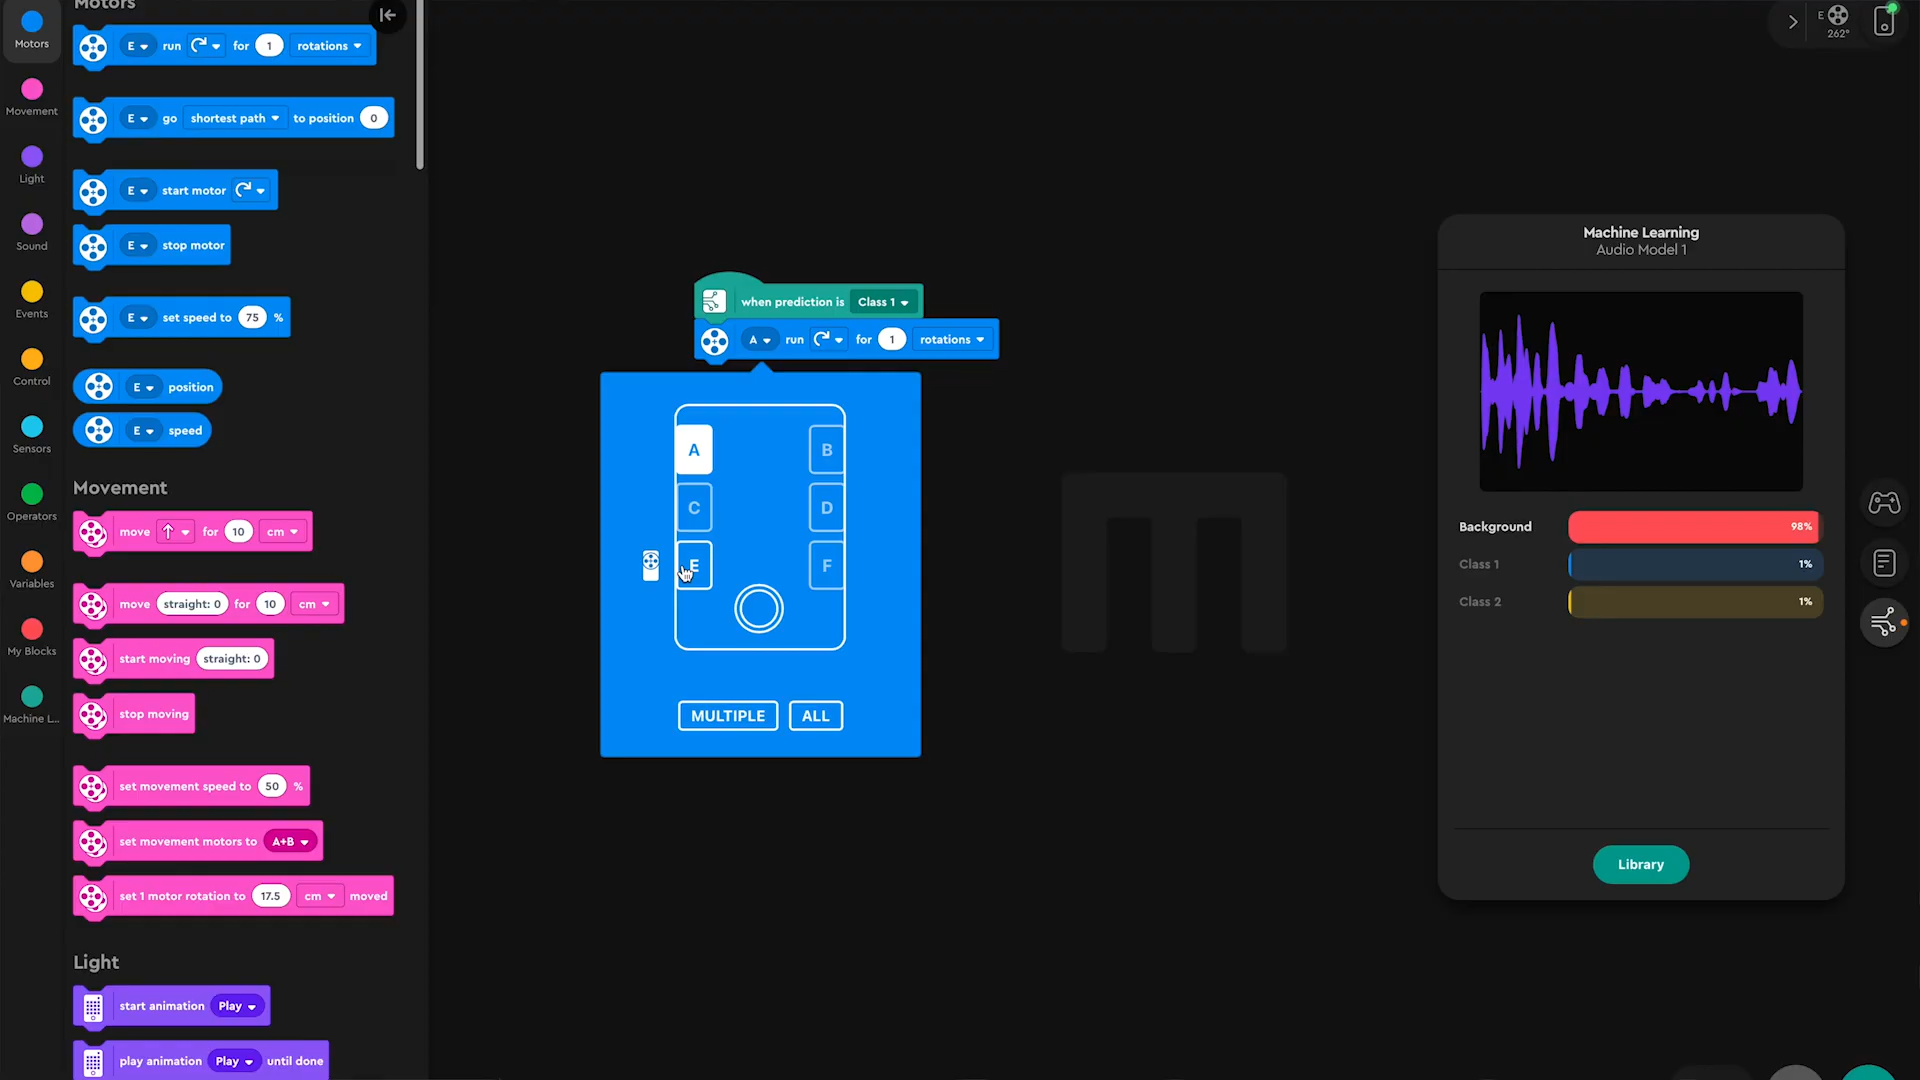 Motors
Movement
Light
Sound
Events
Control
Sensors
Operators
Variables
My Blocks
Machine L...
Motors
E run for 1 rotations
E go shortest path to position 0
E start motor
E stop motor
E set speed to 75 %
E position
E speed
Movement
move for 10 cm
move straight: 0 for 10 cm
start moving straight: 0
stop moving
set movement speed to 50 %
set movement motors to A+B
set 1 motor rotation to 17.5 cm moved
Light
start animation Play
play animation Play until done
when prediction is Class 1
A run for 1 rotations
A B
C D
E F
MULTIPLE ALL
E
262°
Machine Learning
Audio Model 1
Background 98%
Class 1 1%
Class 2 1%
Library